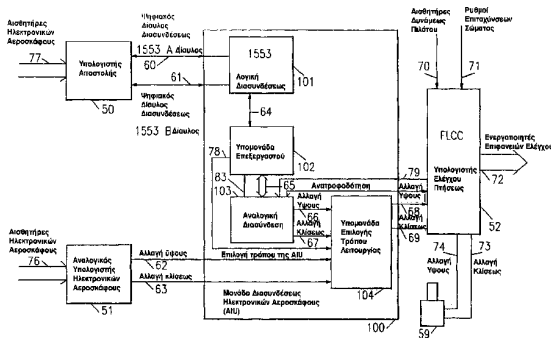 Αισθητήρες
Ηλεκτρονικών
Αεροσκάφους
77
Υπολογιστής
Αποστολής
50
Ψηφιακός
Δίαυλος
Διασυνδέσεως
1553 A Δίαυλος
60
61
Ψηφιακός
Δίαυλος
Διασυνδέσεως
1553 B Δίαυλος
1553
Λογική
Διασυνδέσεως
101
64
Υπομονάδα
Επεξεργαστού
102
78
83
103
65
Αναλογική
Διασύνδεση
Αλλαγή
Ύψους
66
Αλλαγή
Κλίσεως
67
Ανατροφοδότηση
79
Υπομονάδα
Επιλογής
Τρόπου
Λειτουργίας
104
Αλλαγή
Ύψους
68
Αλλαγή
Κλίσεως
69
Αισθητήρες
Ηλεκτρονικών
Αεροσκάφους
76
Αναλογικός
Υπολογιστής
Ηλεκτρονικών
Αεροσκάφους
51
Αλλαγή ύψους
62
Αλλαγή κλίσεως
63
Επιλογή τρόπου της AIU
Μονάδα Διασυνδέσεως
Ηλεκτρονικών Αεροσκάφους
(AIU)
100
Αισθητήρες
Δυνάμεως
Πιλότου
70
Ρυθμοί
Επιταχύνσεων
Σώματος
71
FLCC
Υπολογιστής
Ελέγχου
Πτήσεως
52
Ενεργοποιητές
Επιφανειών Ελέγχου
72
74
73
Αλλαγή
Ύψους
Αλλαγή
Κλίσεως
59